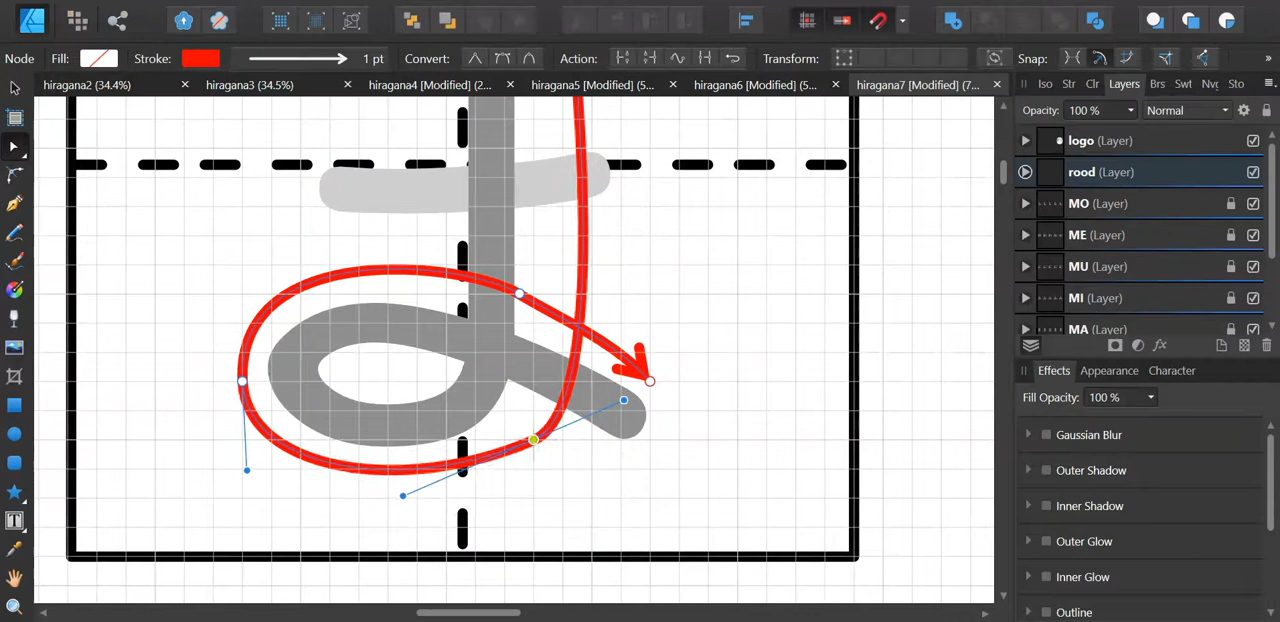 Node Fill: Stroke: 1 pt Convert: Action: Transform: Snap: »
hiragana2 (34.4%) × hiragana3 (34.5%) × hiragana4 [Modified] (2... × hiragana5 [Modified] (5... × hiragana6 [Modified] (5... × hiragana7 [Modified] (7... ×
Iso Str Clr Layers Brs Swt Nvg Sto
Opacity: 100 % Normal
logo (Layer)
rood (Layer)
MO (Layer)
ME (Layer)
MU (Layer)
MI (Layer)
MA (Layer)
fx
Effects Appearance Character
Fill Opacity: 100 %
Gaussian Blur
Outer Shadow
Inner Shadow
Outer Glow
Inner Glow
Outline
T